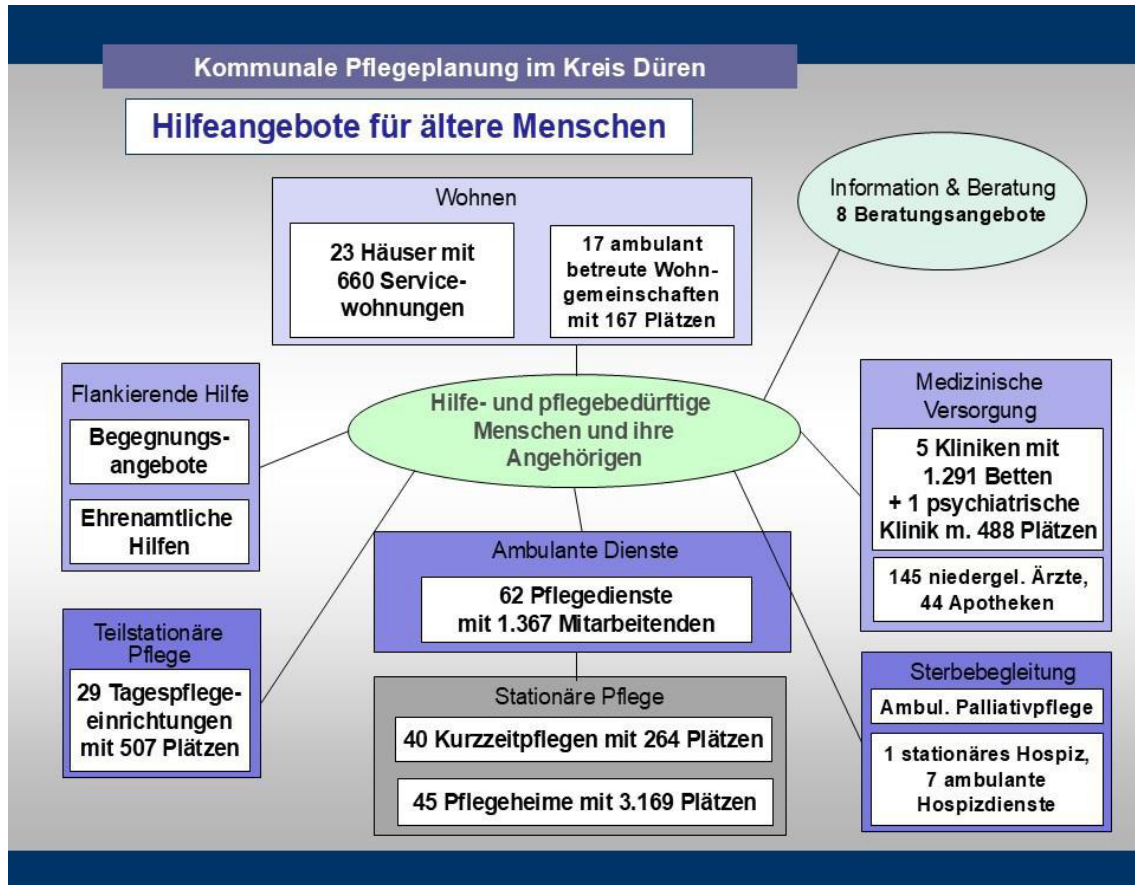 Kommunale Pflegeplanung im Kreis Düren
Hilfeangebote für ältere Menschen
Wohnen
23 Häuser mit
660 Service-
wohnungen
17 ambulant
betreute Wohn-
gemeinschaften
mit 167 Plätzen
Information & Beratung
8 Beratungsangebote
Flankierende Hilfe
Begegnungs-
angebote
Ehrenamtliche
Hilfen
Hilfe- und pflegebedürftige
Menschen und ihre
Angehörigen
Medizinische
Versorgung
5 Kliniken mit
1.291 Betten
+ 1 psychiatrische
Klinik m. 488 Plätzen
145 niedergel. Ärzte,
44 Apotheken
Ambulante Dienste
62 Pflegedienste
mit 1.367 Mitarbeitenden
Teilstationäre
Pflege
29 Tagespflege-
einrichtungen
mit 507 Plätzen
Stationäre Pflege
40 Kurzzeitpflegen mit 264 Plätzen
45 Pflegeheime mit 3.169 Plätzen
Sterbebegleitung
Ambul. Palliativpflege
1 stationäres Hospiz,
7 ambulante
Hospizdienste